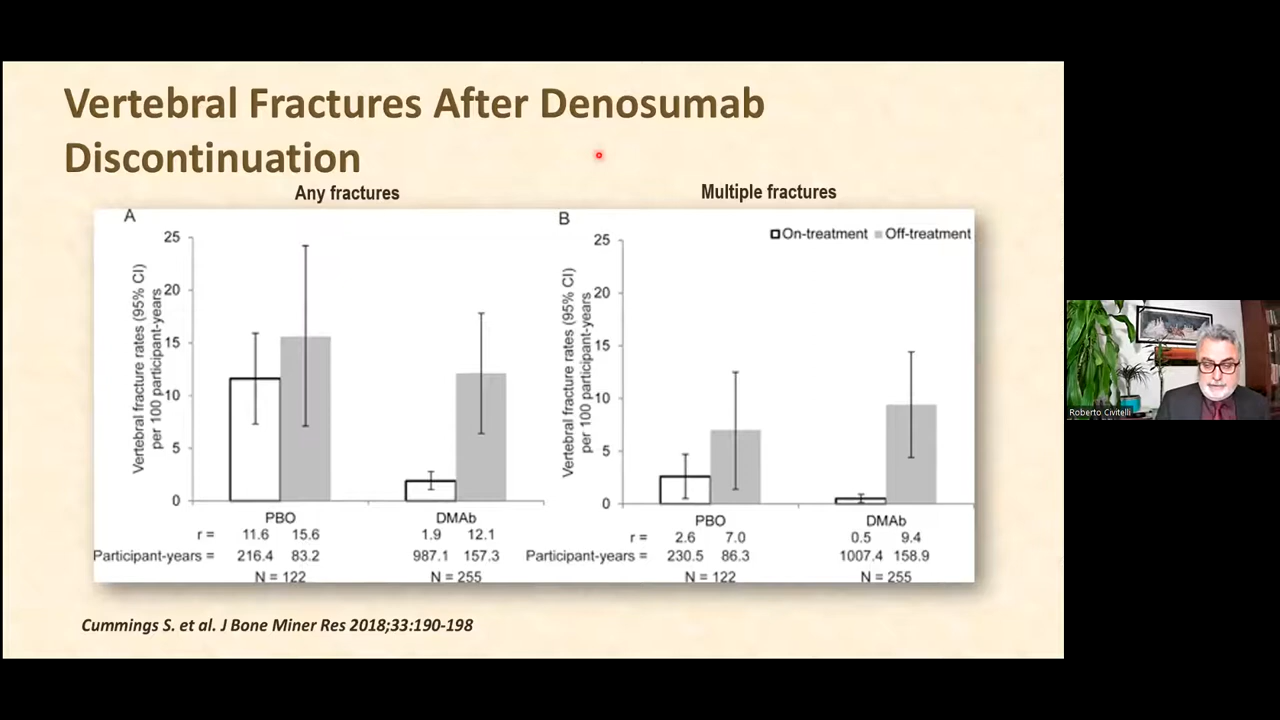 Vertebral Fractures After Denosumab
Discontinuation
Any fractures
Multiple fractures
A
Vertebral fracture rates (95% CI)
per 100 participant-years
25
20
15
10
5
0
PBO
DMAb
r = 11.6 15.6 1.9 12.1
Participant-years = 216.4 83.2 987.1 157.3
N = 122 N = 255
B
On-treatment Off-treatment
Vertebral fracture rates (95% CI)
per 100 participant-years
25
20
15
10
5
0
PBO
DMAb
r = 2.6 7.0 0.5 9.4
Participant-years = 230.5 86.3 1007.4 158.9
N = 122 N = 255
Cummings S. et al. J Bone Miner Res 2018;33:190-198
Roberto Civitelli